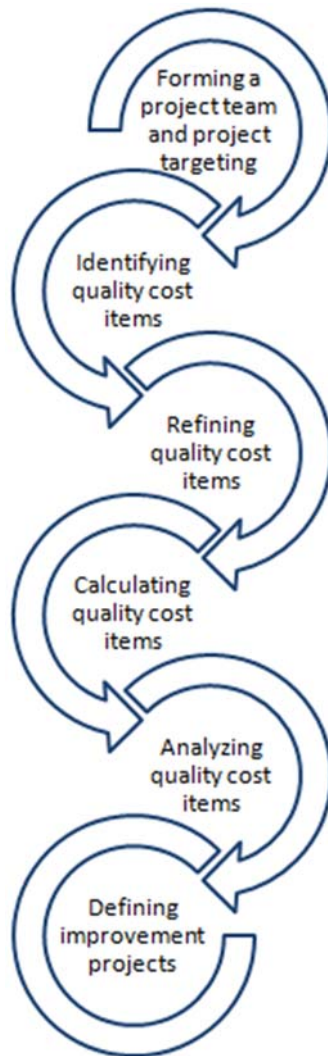 Forming a
project team
and project
targeting
Identifying
quality cost
items
Refining
quality cost
items
Calculating
quality cost
items
Analyzing
quality cost
items
Defining
improvement
projects